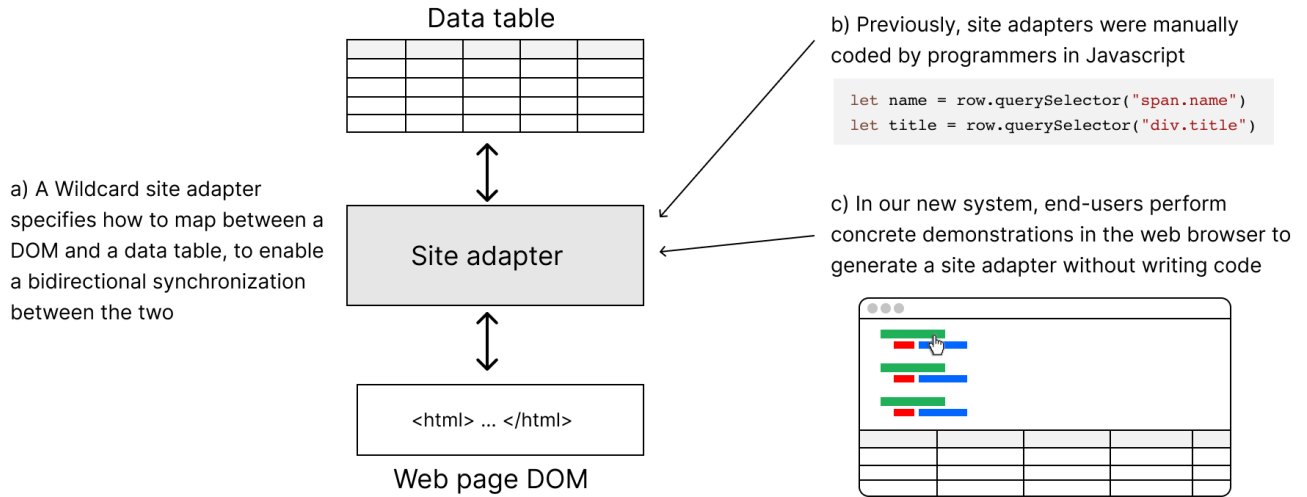 Data table
a) A Wildcard site adapter
specifies how to map between a
DOM and a data table, to enable
a bidirectional synchronization
between the two
Site adapter
<html> ... </html>
Web page DOM
b) Previously, site adapters were manually
coded by programmers in Javascript
let name = row.querySelector("span.name")
let title = row.querySelector("div.title")
c) In our new system, end-users perform
concrete demonstrations in the web browser to
generate a site adapter without writing code